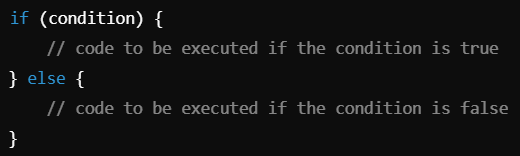 if (condition) {
    // code to be executed if the condition is true
} else {
    // code to be executed if the condition is false
}